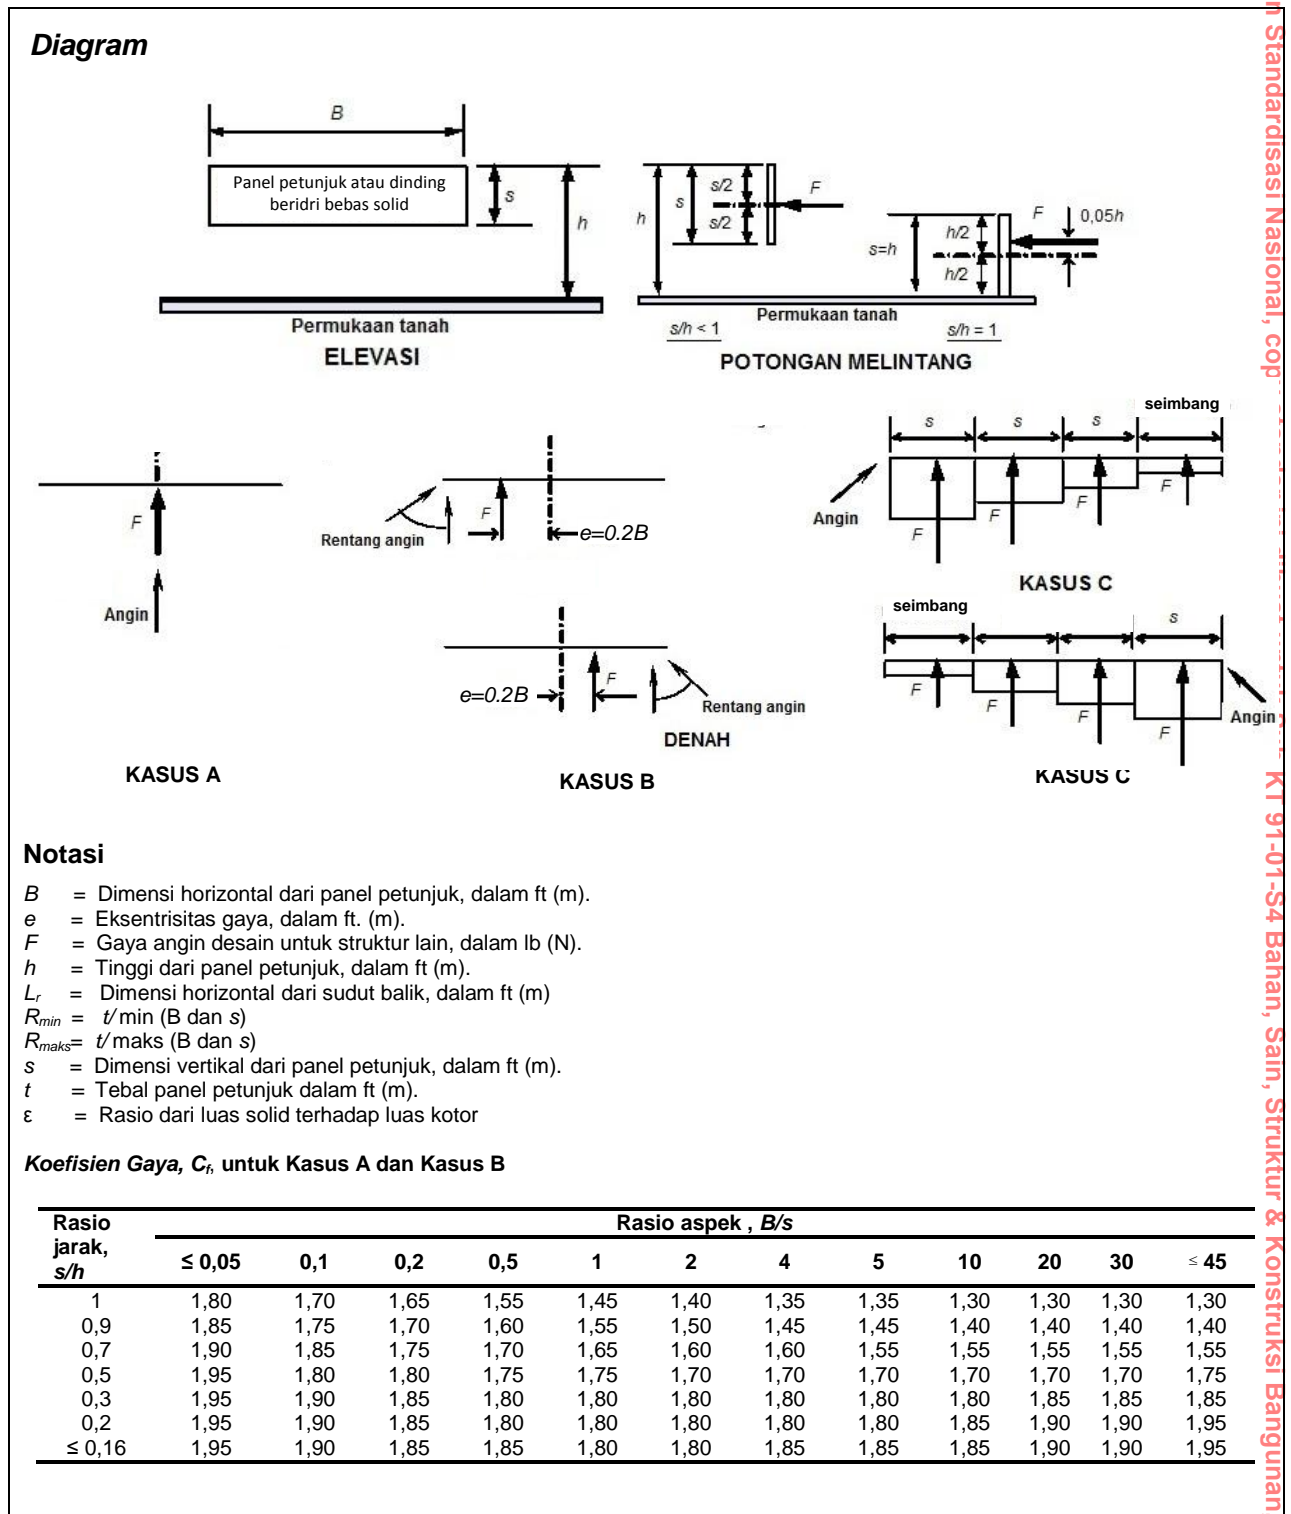 Diagram
B
Panel petunjuk atau dinding
beridri bebas solid
s
h
Permukaan tanah
ELEVASI
h
s
s/2
s/2
F
s=h
h/2
h/2
F
0,05h
Permukaan tanah
s/h < 1
s/h = 1
POTONGAN MELINTANG
F
Angin
KASUS A
Rentang angin
F
e=0.2B
e=0.2B
F
Rentang angin
DENAH
KASUS B
seimbang
s
s
s
Angin
F
F
F
F
KASUS C
seimbang
s
F
F
F
F
Angin
KASUS C
Notasi
B = Dimensi horizontal dari panel petunjuk, dalam ft (m).
e = Eksentrisitas gaya, dalam ft. (m).
F = Gaya angin desain untuk struktur lain, dalam lb (N).
h = Tinggi dari panel petunjuk, dalam ft (m).
Lr = Dimensi horizontal dari sudut balik, dalam ft (m)
Rmin = t/ min (B dan s)
Rmaks= t/ maks (B dan s)
s = Dimensi vertikal dari panel petunjuk, dalam ft (m).
t = Tebal panel petunjuk dalam ft (m).
ε = Rasio dari luas solid terhadap luas kotor
Koefisien Gaya, Cf, untuk Kasus A dan Kasus B
Rasio jarak, s/h
Rasio aspek , B/s
≤ 0,05 0,1 0,2 0,5 1 2 4 5 10 20 30 ≤ 45
1 1,80 1,70 1,65 1,55 1,45 1,40 1,35 1,35 1,30 1,30 1,30 1,30
0,9 1,85 1,75 1,70 1,60 1,55 1,50 1,45 1,45 1,40 1,40 1,40 1,40
0,7 1,90 1,85 1,75 1,70 1,65 1,60 1,60 1,55 1,55 1,55 1,55 1,55
0,5 1,95 1,80 1,80 1,75 1,75 1,70 1,70 1,70 1,70 1,70 1,70 1,75
0,3 1,95 1,90 1,85 1,80 1,80 1,80 1,80 1,80 1,80 1,85 1,85 1,85
0,2 1,95 1,90 1,85 1,80 1,80 1,80 1,80 1,80 1,85 1,90 1,90 1,95
≤ 0,16 1,95 1,90 1,85 1,85 1,80 1,80 1,85 1,85 1,85 1,90 1,90 1,95
n Standardisasi Nasional, cop
KT 91-01-S4 Bahan, Sain, Struktur & Konstruksi Bangunan